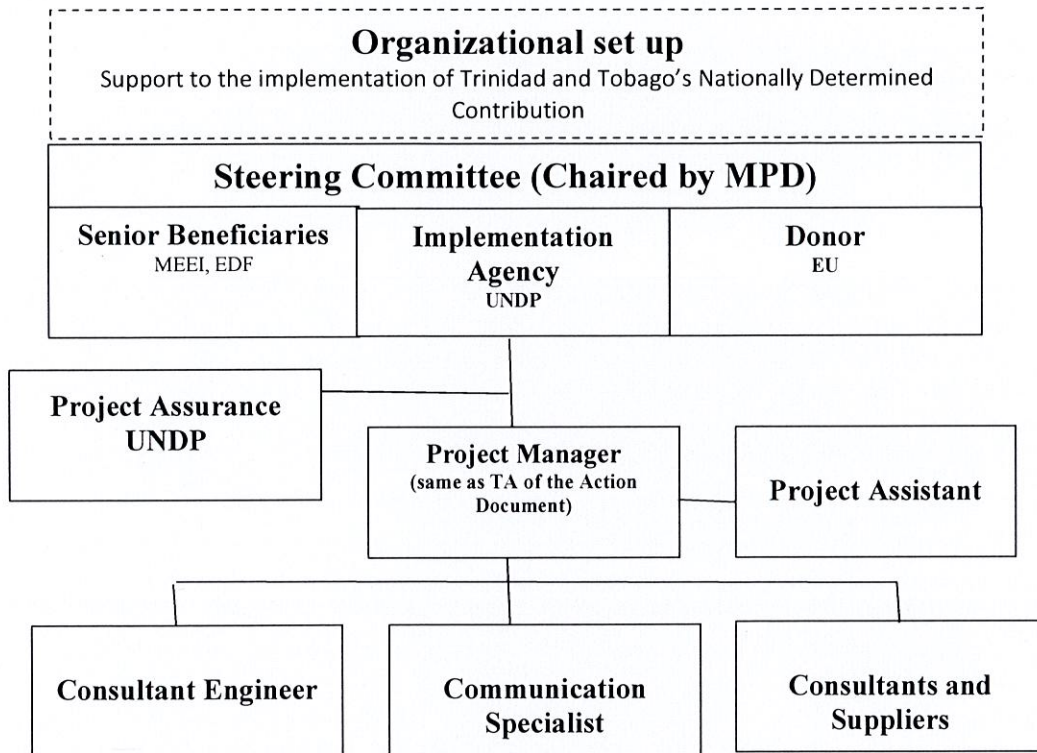 Organizational set up
Support to the implementation of Trinidad and Tobago's Nationally Determined
Contribution
Steering Committee (Chaired by MPD)
Senior Beneficiaries
MEEI, EDF
Implementation
Agency
UNDP
Donor
EU
Project Assurance
UNDP
Project Manager
(same as TA of the Action
Document)
Project Assistant
Consultant Engineer
Communication
Specialist
Consultants and
Suppliers